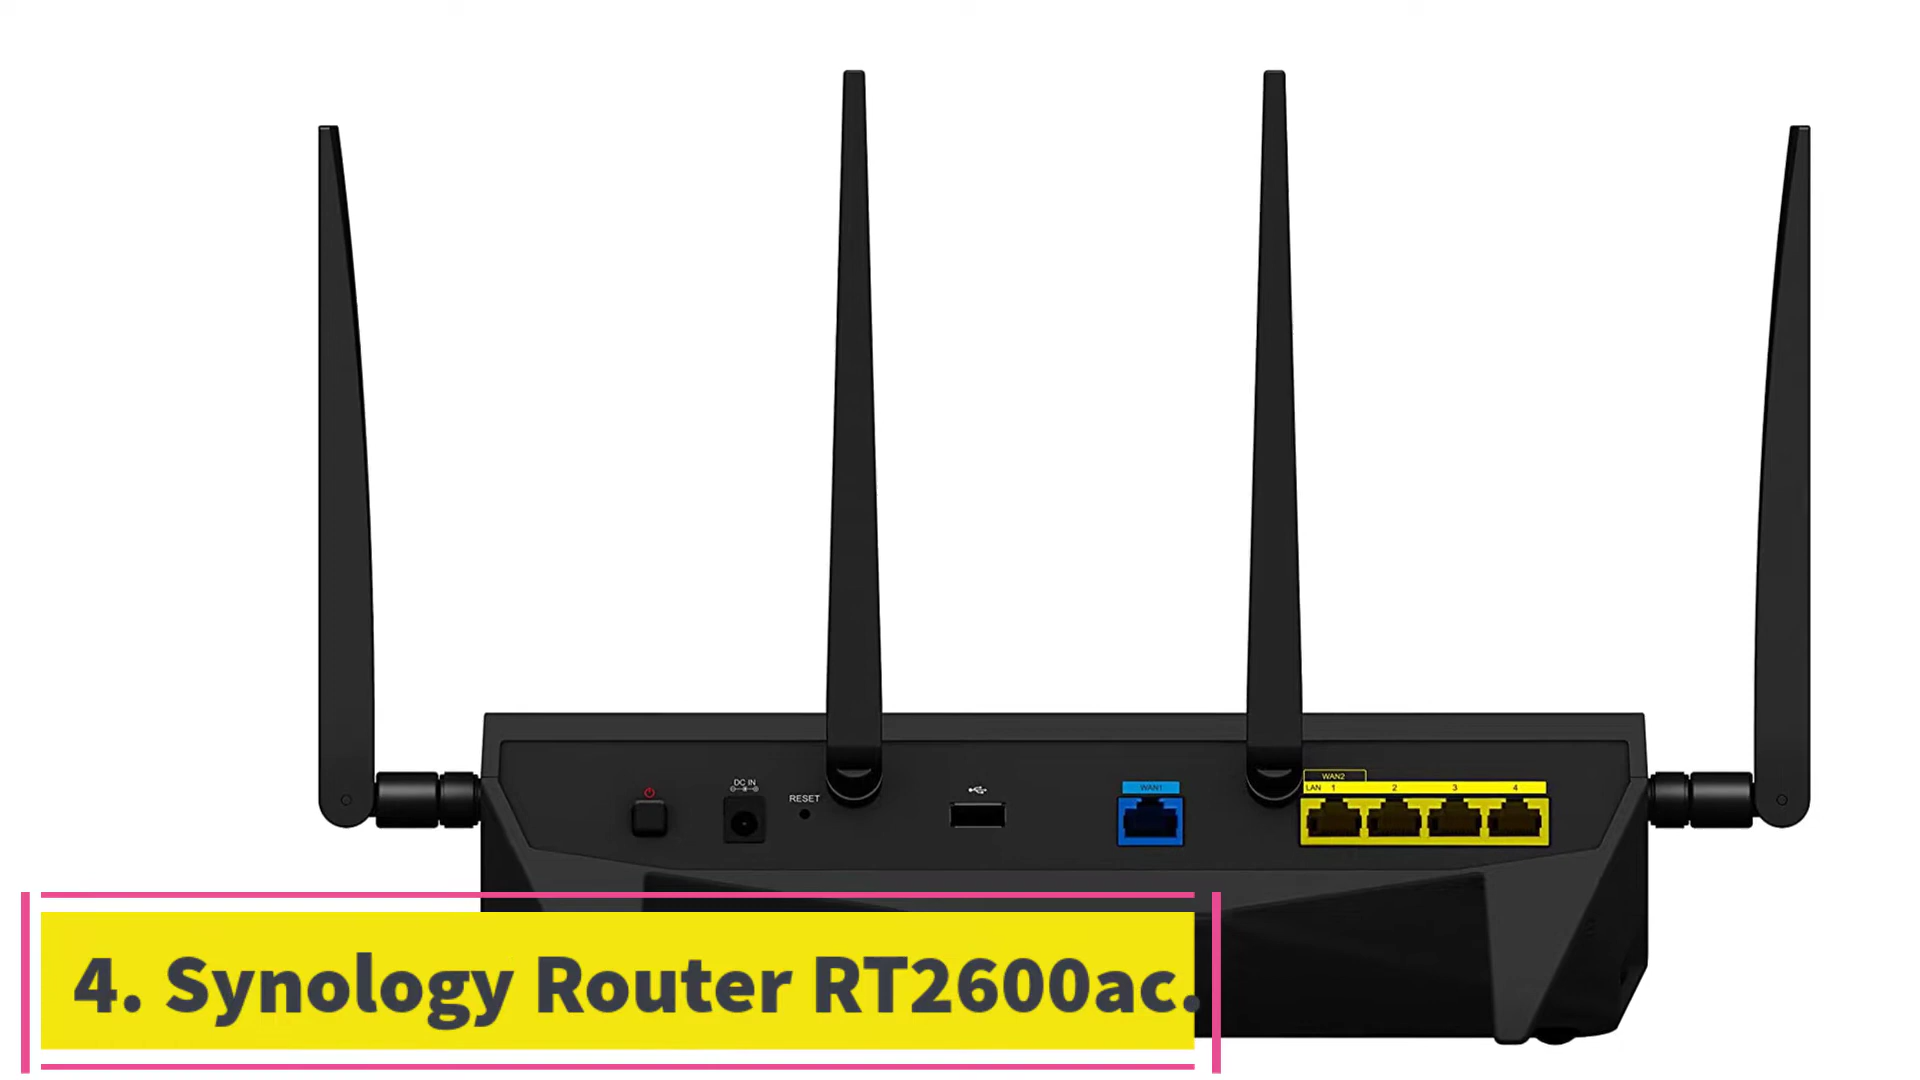 DC IN
RESET
WAN1
WAN2
LAN 1 2 3 4
4. Synology Router RT2600ac.